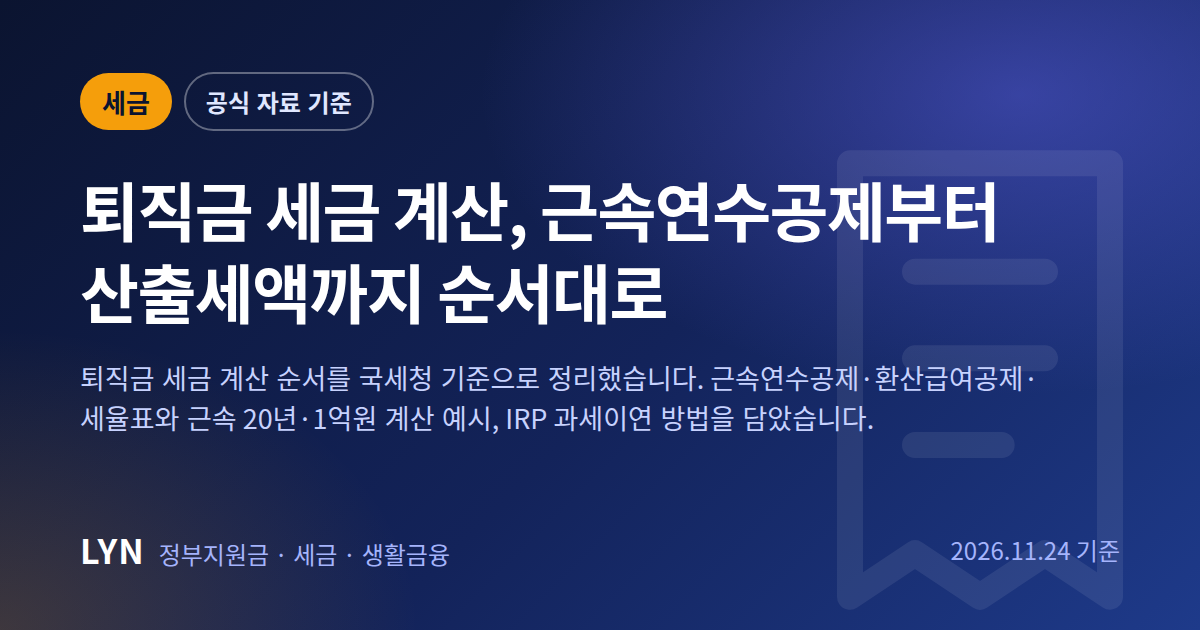 세금
공식 자료 기준
퇴직금 세금 계산, 근속연수공제부터
산출세액까지 순서대로
퇴직금 세금 계산 순서를 국세청 기준으로 정리했습니다. 근속연수공제·환산급여공제·
세율표와 근속 20년·1억원 계산 예시, IRP 과세이연 방법을 담았습니다.
LYN 정부지원금 · 세금 · 생활금융
2026.11.24 기준